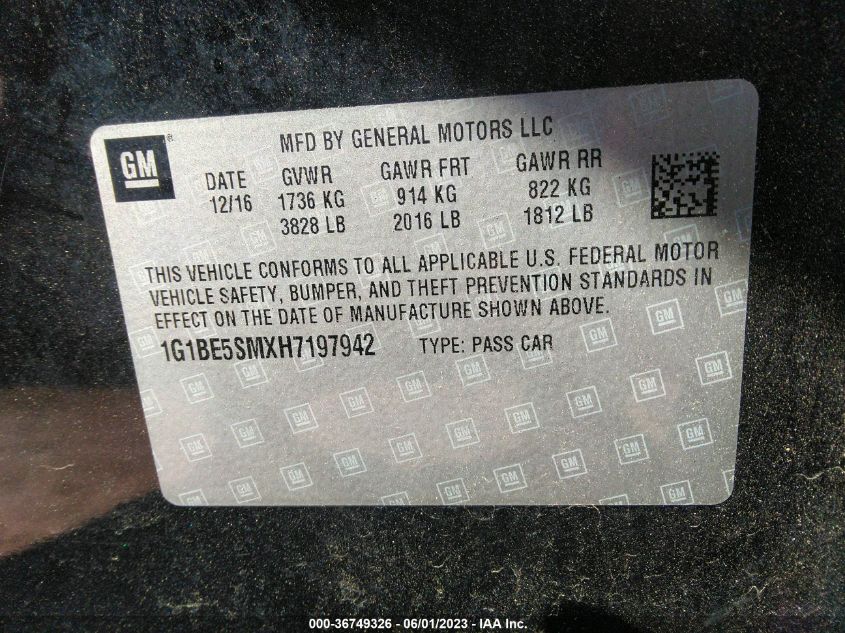 GM
MFD BY GENERAL MOTORS LLC
DATE GVWR GAWR FRT GAWR RR
12/16 1736 KG 914 KG 822 KG
3828 LB 2016 LB 1812 LB
THIS VEHICLE CONFORMS TO ALL APPLICABLE U.S. FEDERAL MOTOR
VEHICLE SAFETY, BUMPER, AND THEFT PREVENTION STANDARDS IN
EFFECT ON THE DATE OF MANUFACTURE SHOWN ABOVE.
1G1BE5SMXH7197942 TYPE: PASS CAR
000-36749326 - 06/01/2023 - IAA Inc.